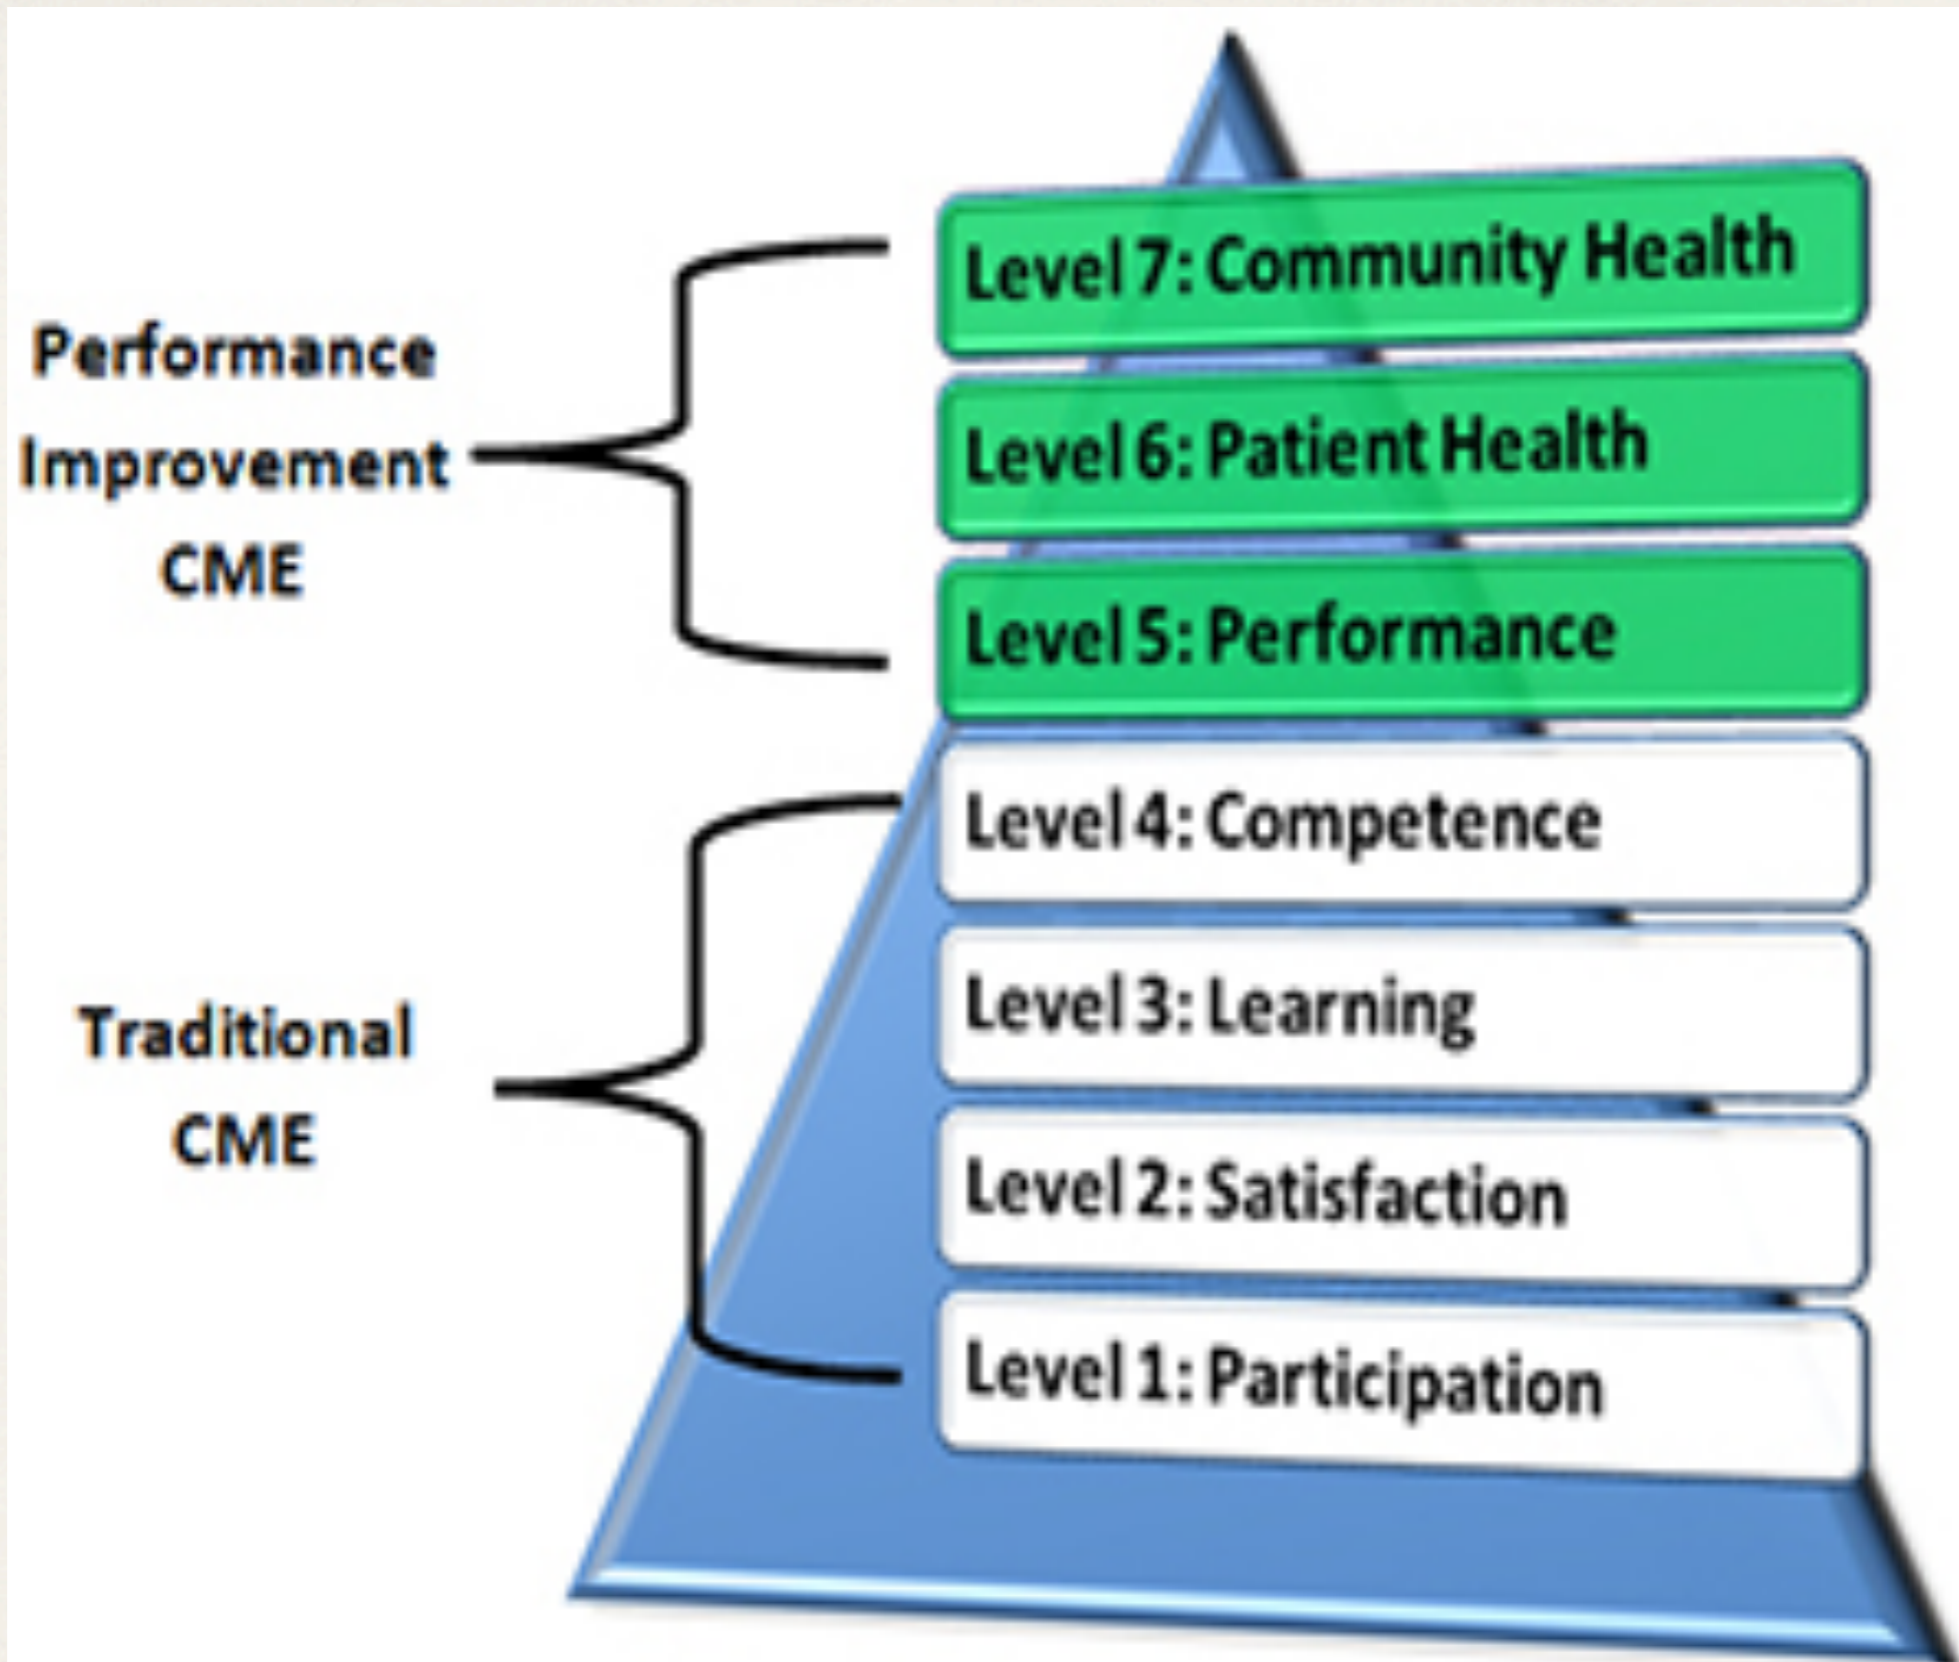 Performance
Improvement
CME
Level 7: Community Health
Level 6: Patient Health
Level 5: Performance
Traditional
CME
Level 4: Competence
Level 3: Learning
Level 2: Satisfaction
Level 1: Participation